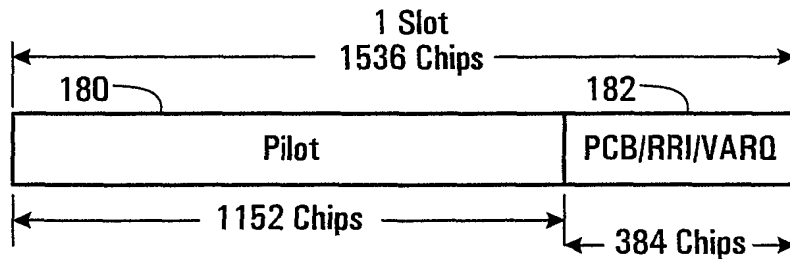 1 Slot
1536 Chips
180
182
Pilot
PCB/RRI/VARQ
1152 Chips
384 Chips